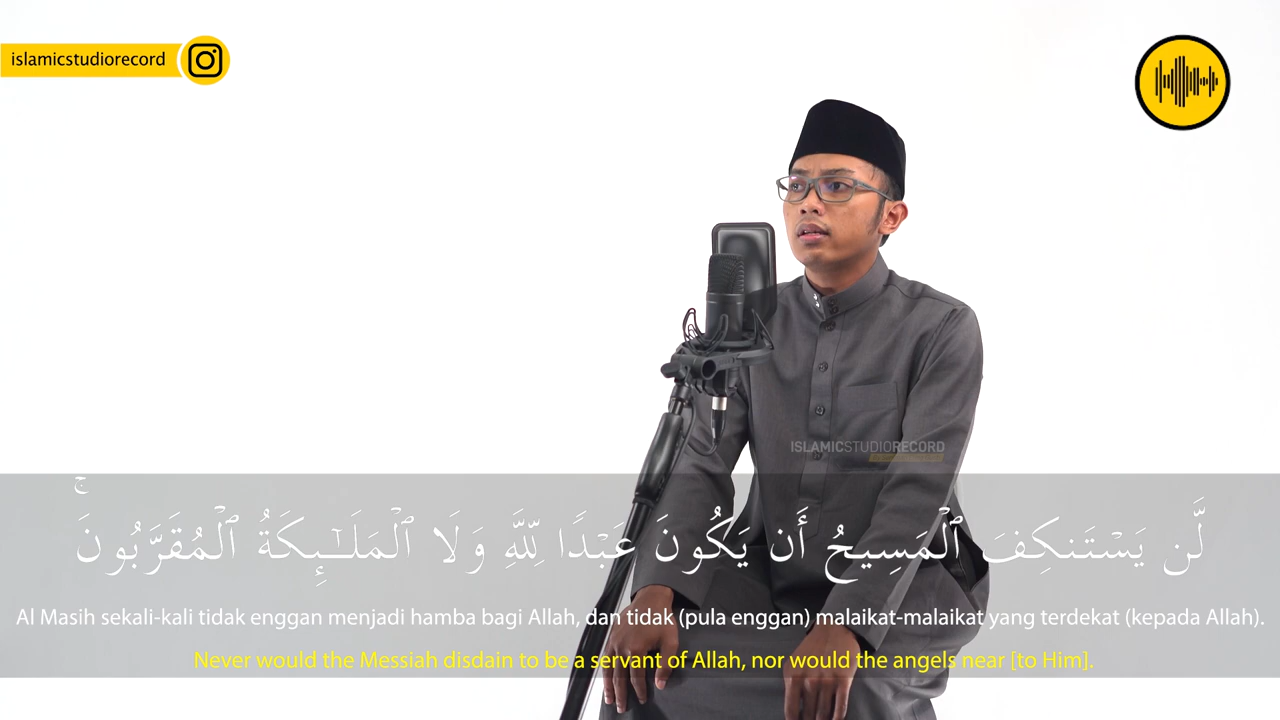 islamicstudiorecord
ISLAMICSTUDIORECORD
لَّن يَسْتَنكِفَ ٱلْمَسِيحُ أَن يَكُونَ عَبْدًا لِّلَّهِ وَلَا ٱلْمَلَـٰٓئِكَةُ ٱلْمُقَرَّبُونَ ۚ
Al Masih sekali-kali tidak enggan menjadi hamba bagi Allah, dan tidak (pula enggan) malaikat-malaikat yang terdekat (kepada Allah).
Never would the Messiah disdain to be a servant of Allah, nor would the angels near [to Him].